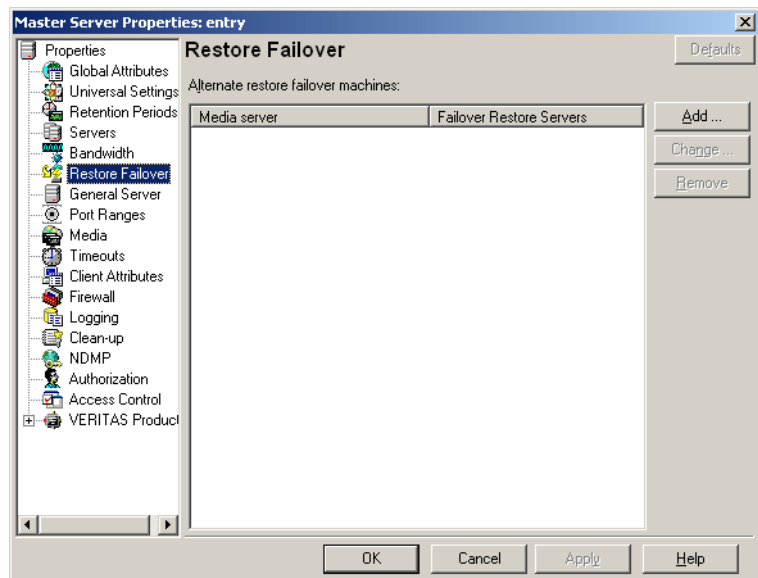 Master Server Properties: entry
Properties
Global Attributes
Universal Settings
Retention Periods
Servers
Bandwidth
Restore Failover
General Server
Port Ranges
Media
Timeouts
Client Attributes
Firewall
Logging
Clean-up
NDMP
Authorization
Access Control
VERITAS Product
Restore Failover
Defaults
Alternate restore failover machines:
Media server
Failover Restore Servers
Add ...
Change ...
Remove
OK
Cancel
Apply
Help